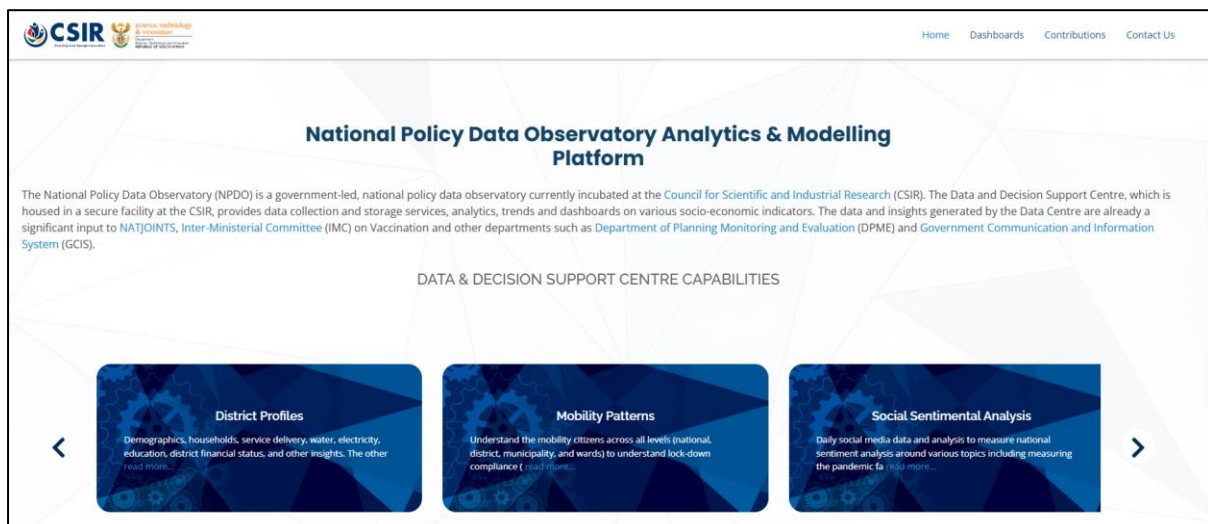 CSIR
science, technology
& innovation
Department:
Science, Technology and Innovation
REPUBLIC OF SOUTH AFRICA
Home Dashboards Contributions Contact Us
National Policy Data Observatory Analytics & Modelling
Platform
The National Policy Data Observatory (NPDO) is a government-led, national policy data observatory currently incubated at the Council for Scientific and Industrial Research (CSIR). The Data and Decision Support Centre, which is
housed in a secure facility at the CSIR, provides data collection and storage services, analytics, trends and dashboards on various socio-economic indicators. The data and insights generated by the Data Centre are already a
significant input to NATJOINTS, Inter-Ministerial Committee (IMC) on Vaccination and other departments such as Department of Planning Monitoring and Evaluation (DPME) and Government Communication and Information
System (GCIS).
DATA & DECISION SUPPORT CENTRE CAPABILITIES
District Profiles
Demographics, households, service delivery, water, electricity,
education, district financial status, and other insights. The other
read more...
Mobility Patterns
Understand the mobility citizens across all levels (national,
district, municipality, and wards) to understand lock-down
compliance ( read more...
Social Sentimental Analysis
Daily social media data and analysis to measure national
sentiment analysis around various topics including measuring
the pandemic fa read more...